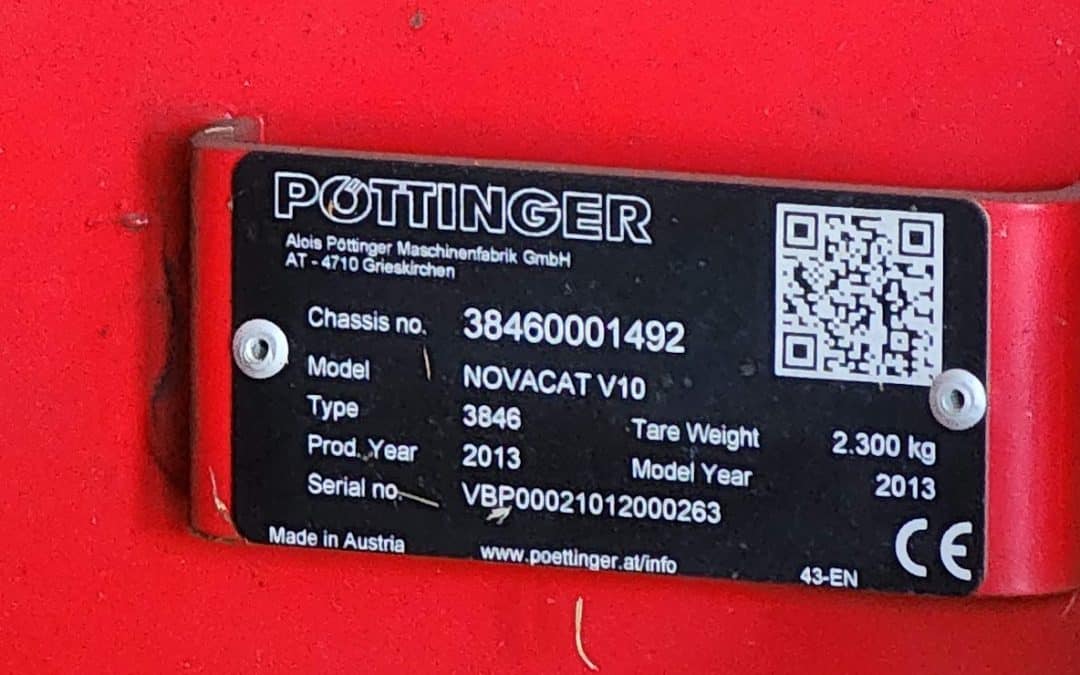 PÖTTINGER
Alois Pöttinger Maschinenfabrik GmbH
AT - 4710 Grieskirchen
Chassis no. 38460001492
Model NOVACAT V10
Type 3846 Tare Weight 2.300 kg
Prod. Year 2013 Model Year 2013
Serial no. VBP00021012000263
Made in Austria www.poettinger.at/info 43-EN CE